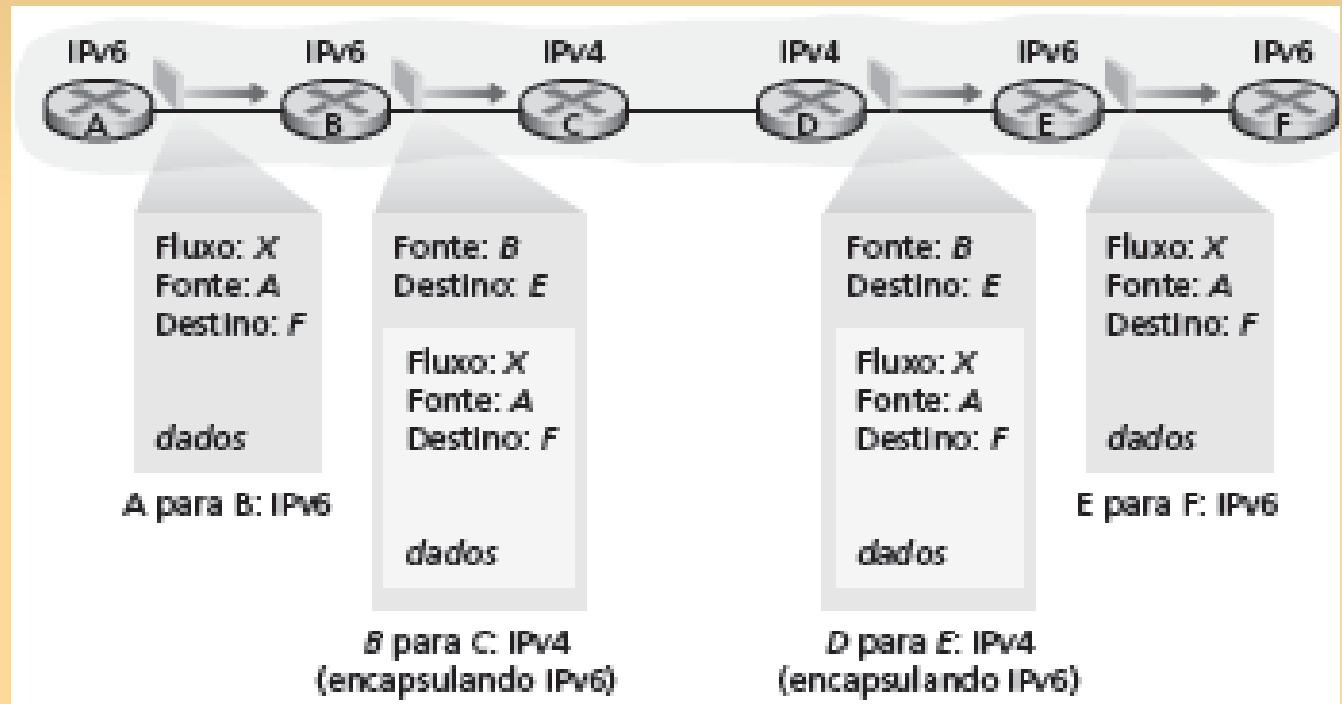 IPv6 IPv6 IPv4 IPv4 IPv6 IPv6
A B C D E F
Fluxo: X
Fonte: A
Destino: F
dados
A para B: IPv6
Fonte: B
Destino: E
Fluxo: X
Fonte: A
Destino: F
dados
B para C: IPv4
(encapsulando IPv6)
Fonte: B
Destino: E
Fluxo: X
Fonte: A
Destino: F
dados
D para E: IPv4
(encapsulando IPv6)
Fluxo: X
Fonte: A
Destino: F
dados
E para F: IPv6